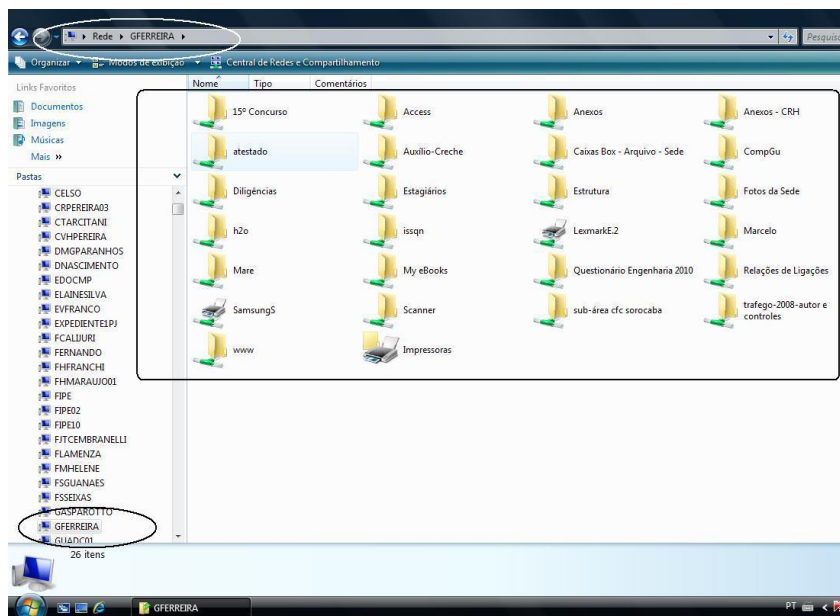 Rede GFERREIRA
Pesquisa
Organizar Modos de exibição Central de Redes e Compartilhamento
Links Favoritos
Documentos
Imagens
Músicas
Mais »
Pastas
CELSO
CRPEREIRA03
CTARCITANI
CVHPEREIRA
DMGPARANHOS
DNASCIMENTO
EDOCMP
ELAINESILVA
EVFRANCO
EXPEDIENTE1PJ
FCALIJURI
FERNANDO
FHFRANCHI
FHMARAUJO01
FIPE
FIPE02
FIPE10
FJTCEMBRANELLI
FLAMENZA
FMHELENE
FSGUANAES
FSSEIXAS
GASPAROTTO
GFERREIRA
GUADC01
Nome Tipo Comentários
15º Concurso Access Anexos Anexos - CRH
atestado Auxílio-Creche Caixas Box - Arquivo - Sede CompGu
Diligências Estagiários Estrutura Fotos da Sede
h2o issqn LexmarkE.2 Marcelo
Mare My eBooks Questionário Engenharia 2010 Relações de Ligações
SamsungS Scanner sub-área cfc sorocaba trafego-2008-autor e
controles
www Impressoras
26 itens
GFERREIRA PT